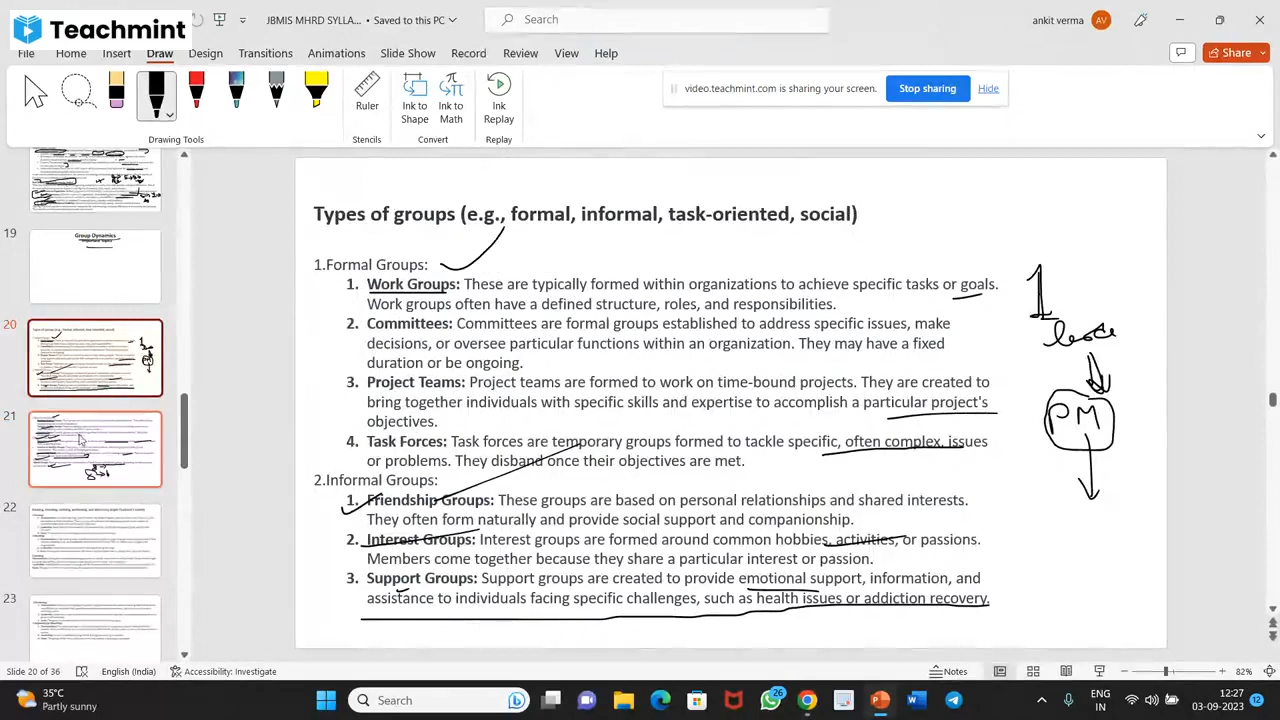 Teachmint
JBMIS MHRD SYLLA... • Saved to this PC
Search
ankit verma
AV
File Home Insert Draw Design Transitions Animations Slide Show Record Review View Help
Share
Ruler
Ink to Shape
Ink to Math
Ink Replay
Drawing Tools
Stencils
Convert
Replay
video.teachmint.com is sharing your screen.
Stop sharing
Hide
19
Group Dynamics
Important topics
20
21
22
23
Types of groups (e.g., formal, informal, task-oriented, social)
1.Formal Groups:
1. Work Groups: These are typically formed within organizations to achieve specific tasks or goals.
Work groups often have a defined structure, roles, and responsibilities.
2. Committees: Committees are formal groups established to address specific issues, make
decisions, or oversee particular functions within an organization. They may have a fixed
duration or be ongoing.
3. Project Teams: Project teams are formed to work on time-bound projects. They are created to
bring together individuals with specific skills and expertise to accomplish a particular project's
objectives.
4. Task Forces: Task forces are temporary groups formed to tackle specific, often complex, issues
or problems. They disband once their objectives are met.
2.Informal Groups:
1. Friendship Groups: These groups are based on personal relationships and shared interests.
They often form naturally and provide social support and companionship.
2. Interest Groups: Interest groups are formed around common hobbies, activities, or passions.
Members come together because they share a particular interest or passion.
3. Support Groups: Support groups are created to provide emotional support, information, and
assistance to individuals facing specific challenges, such as health issues or addiction recovery.
1
PM
Slide 20 of 36
English (India)
Accessibility: Investigate
Notes
82%
35°C
Partly sunny
Search
26
ENG
IN
12:27
03-09-2023